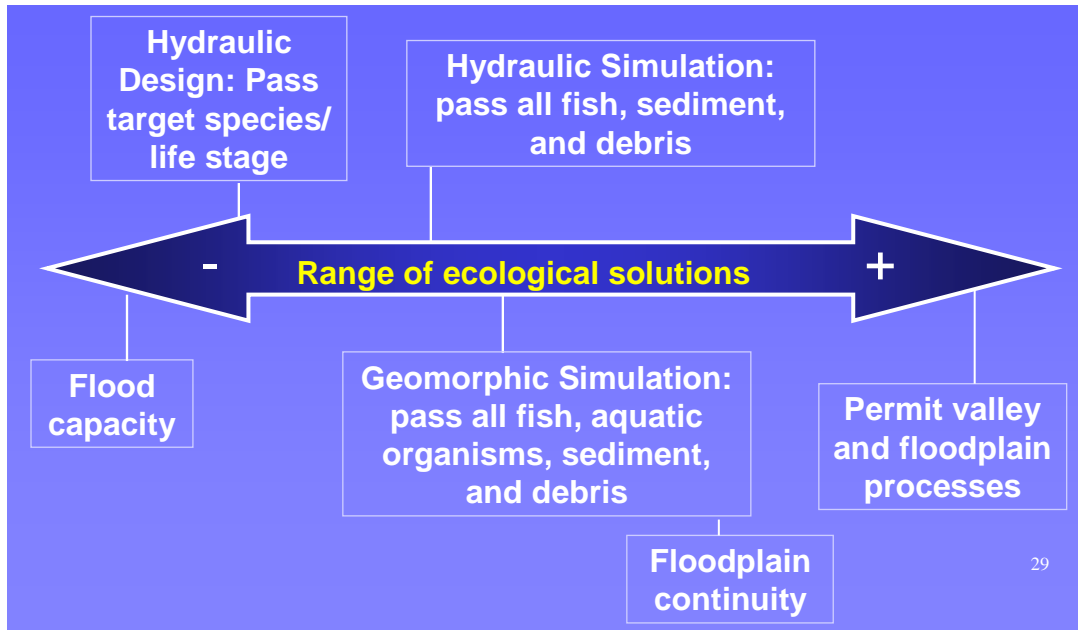 Hydraulic
Design: Pass
target species/
life stage
Hydraulic Simulation:
pass all fish, sediment,
and debris
- Range of ecological solutions +
Flood
capacity
Geomorphic Simulation:
pass all fish, aquatic
organisms, sediment,
and debris
Permit valley
and floodplain
processes
Floodplain
continuity
29